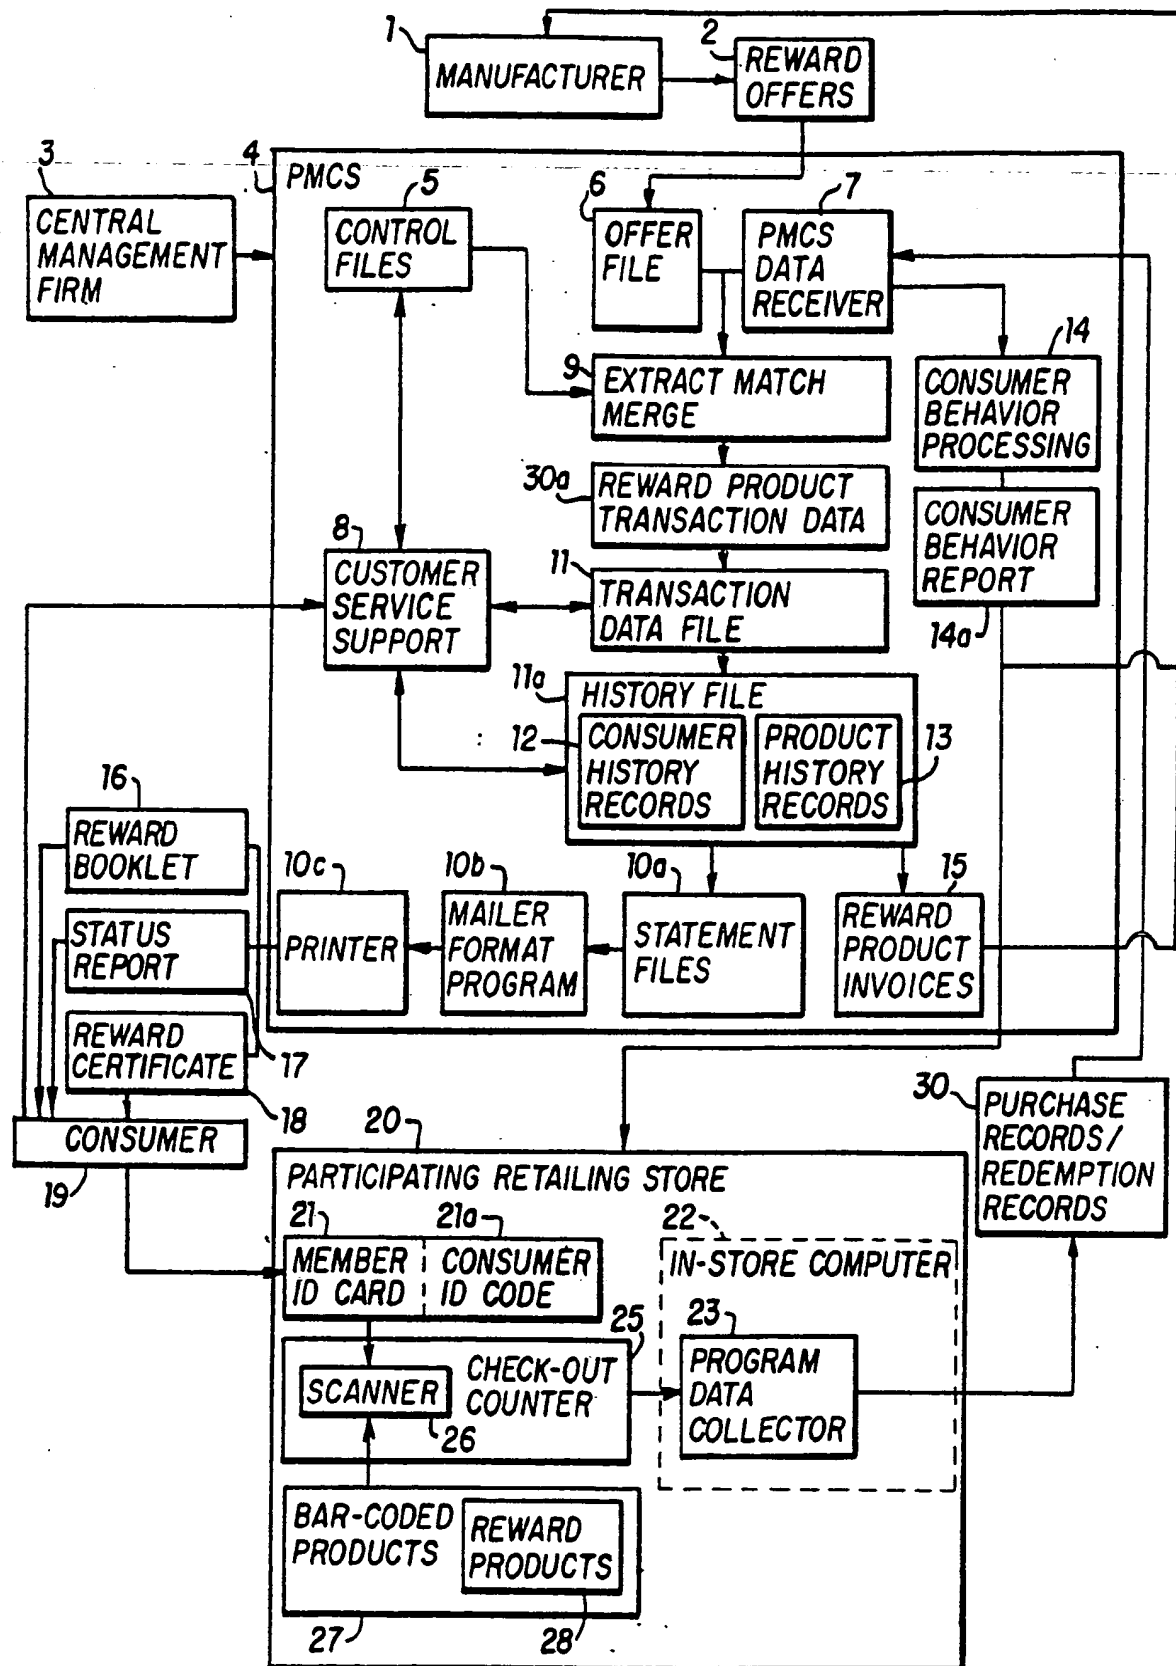 1
MANUFACTURER
2
REWARD
OFFERS
3
CENTRAL
MANAGEMENT
FIRM
4
PMCS
5
CONTROL
FILES
6
OFFER
FILE
7
PMCS
DATA
RECEIVER
14
CONSUMER
BEHAVIOR
PROCESSING
9
EXTRACT MATCH
MERGE
30a
REWARD PRODUCT
TRANSACTION DATA
CONSUMER
BEHAVIOR
REPORT
14a
8
CUSTOMER
SERVICE
SUPPORT
11
TRANSACTION
DATA FILE
11a
HISTORY FILE
12
CONSUMER
HISTORY
RECORDS
PRODUCT
HISTORY
RECORDS
13
16
REWARD
BOOKLET
STATUS
REPORT
17
REWARD
CERTIFICATE
18
10c
PRINTER
10b
MAILER
FORMAT
PROGRAM
10a
STATEMENT
FILES
15
REWARD
PRODUCT
INVOICES
CONSUMER
19
30
PURCHASE
RECORDS/
REDEMPTION
RECORDS
20
PARTICIPATING RETAILING STORE
21
MEMBER
ID CARD
21a
CONSUMER
ID CODE
22
IN-STORE COMPUTER
23
PROGRAM
DATA
COLLECTOR
25
CHECK-OUT
COUNTER
SCANNER
26
BAR-CODED
PRODUCTS
REWARD
PRODUCTS
27
28